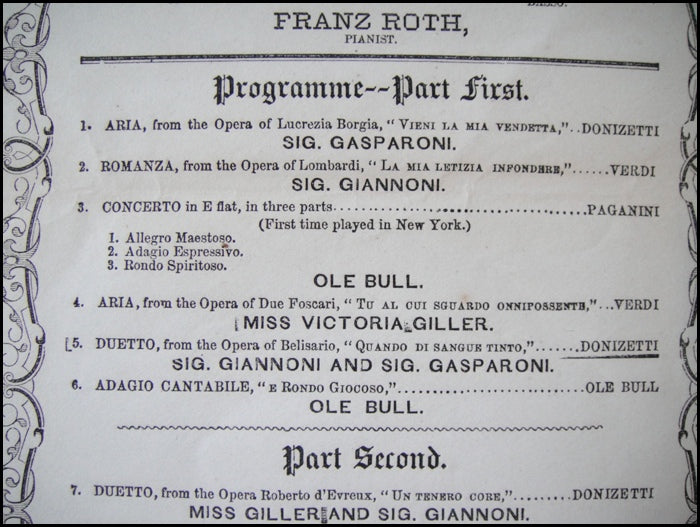 BASSO.
FRANZ ROTH,
PIANIST.
Programme--Part First.
1. ARIA, from the Opera of Lucrezia Borgia, "VIENI LA MIA VENDETTA,"..DONIZETTI
SIG. GASPARONI.
2. ROMANZA, from the Opera of Lombardi, "LA MIA LETIZIA INFONDERE,"......VERDI
SIG. GIANNONI.
3. CONCERTO in E flat, in three parts..................................PAGANINI
(First time played in New York.)
1. Allegro Maestoso.
2. Adagio Espressivo.
3. Rondo Spiritoso.
OLE BULL.
4. ARIA, from the Opera of Due Foscari, "TU AL CUI SGUARDO ONNIPOSSENTE,"...VERDI
MISS VICTORIA GILLER.
5. DUETTO, from the Opera of Belisario, "QUANDO DI SANGUE TINTO,".......DONIZETTI
SIG. GIANNONI AND SIG. GASPARONI.
6. ADAGIO CANTABILE, "E RONDO GIOCOSO,"..........................OLE BULL
OLE BULL.
Part Second.
7. DUETTO, from the Opera Roberto d'Evreux, "UN TENERO CORE,"........DONIZETTI
MISS GILLER AND SIG. GIANNONI.